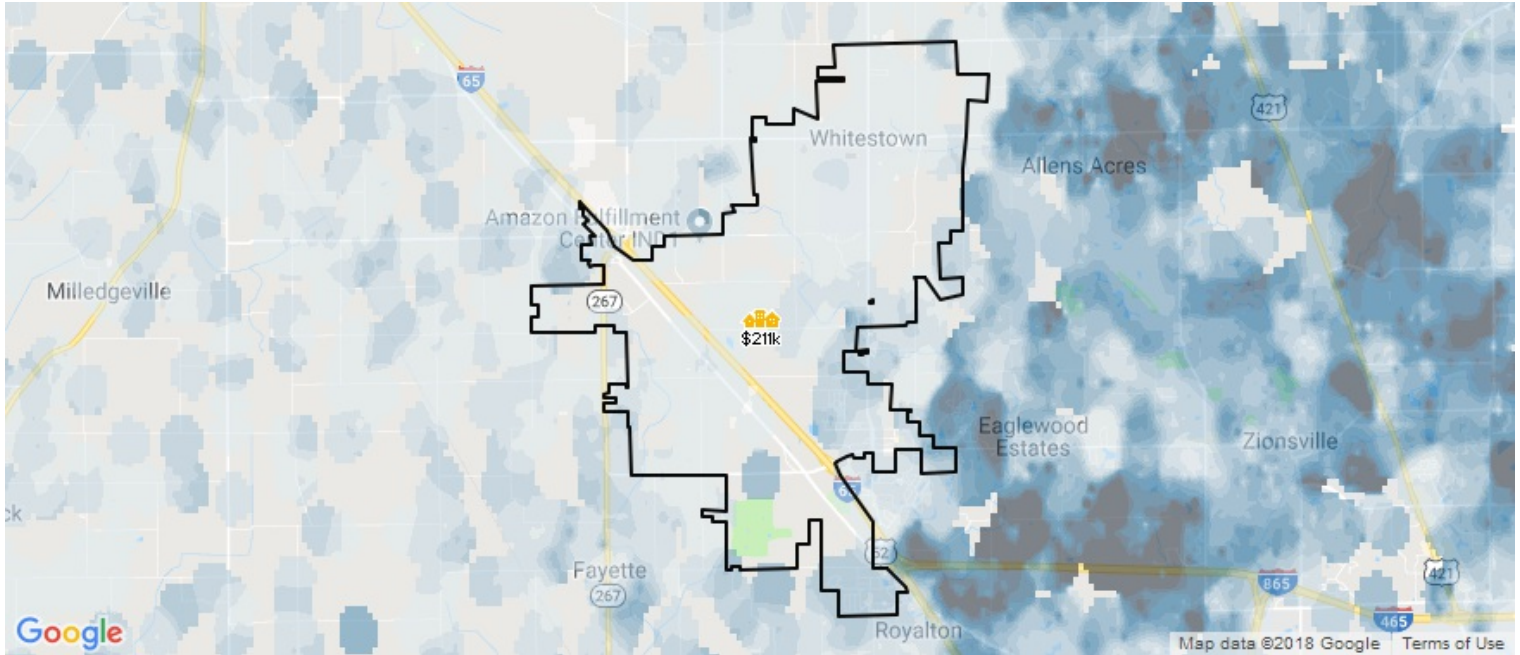 65
421
Whitestown
Allens Acres
Amazon Fulfillment
Center IND1
Milledgeville
267
$211k
Eaglewood
Estates
Zionsville
65
52
Fayette
267
865
421
465
Royalton
Google
Map data ©2018 Google Terms of Use